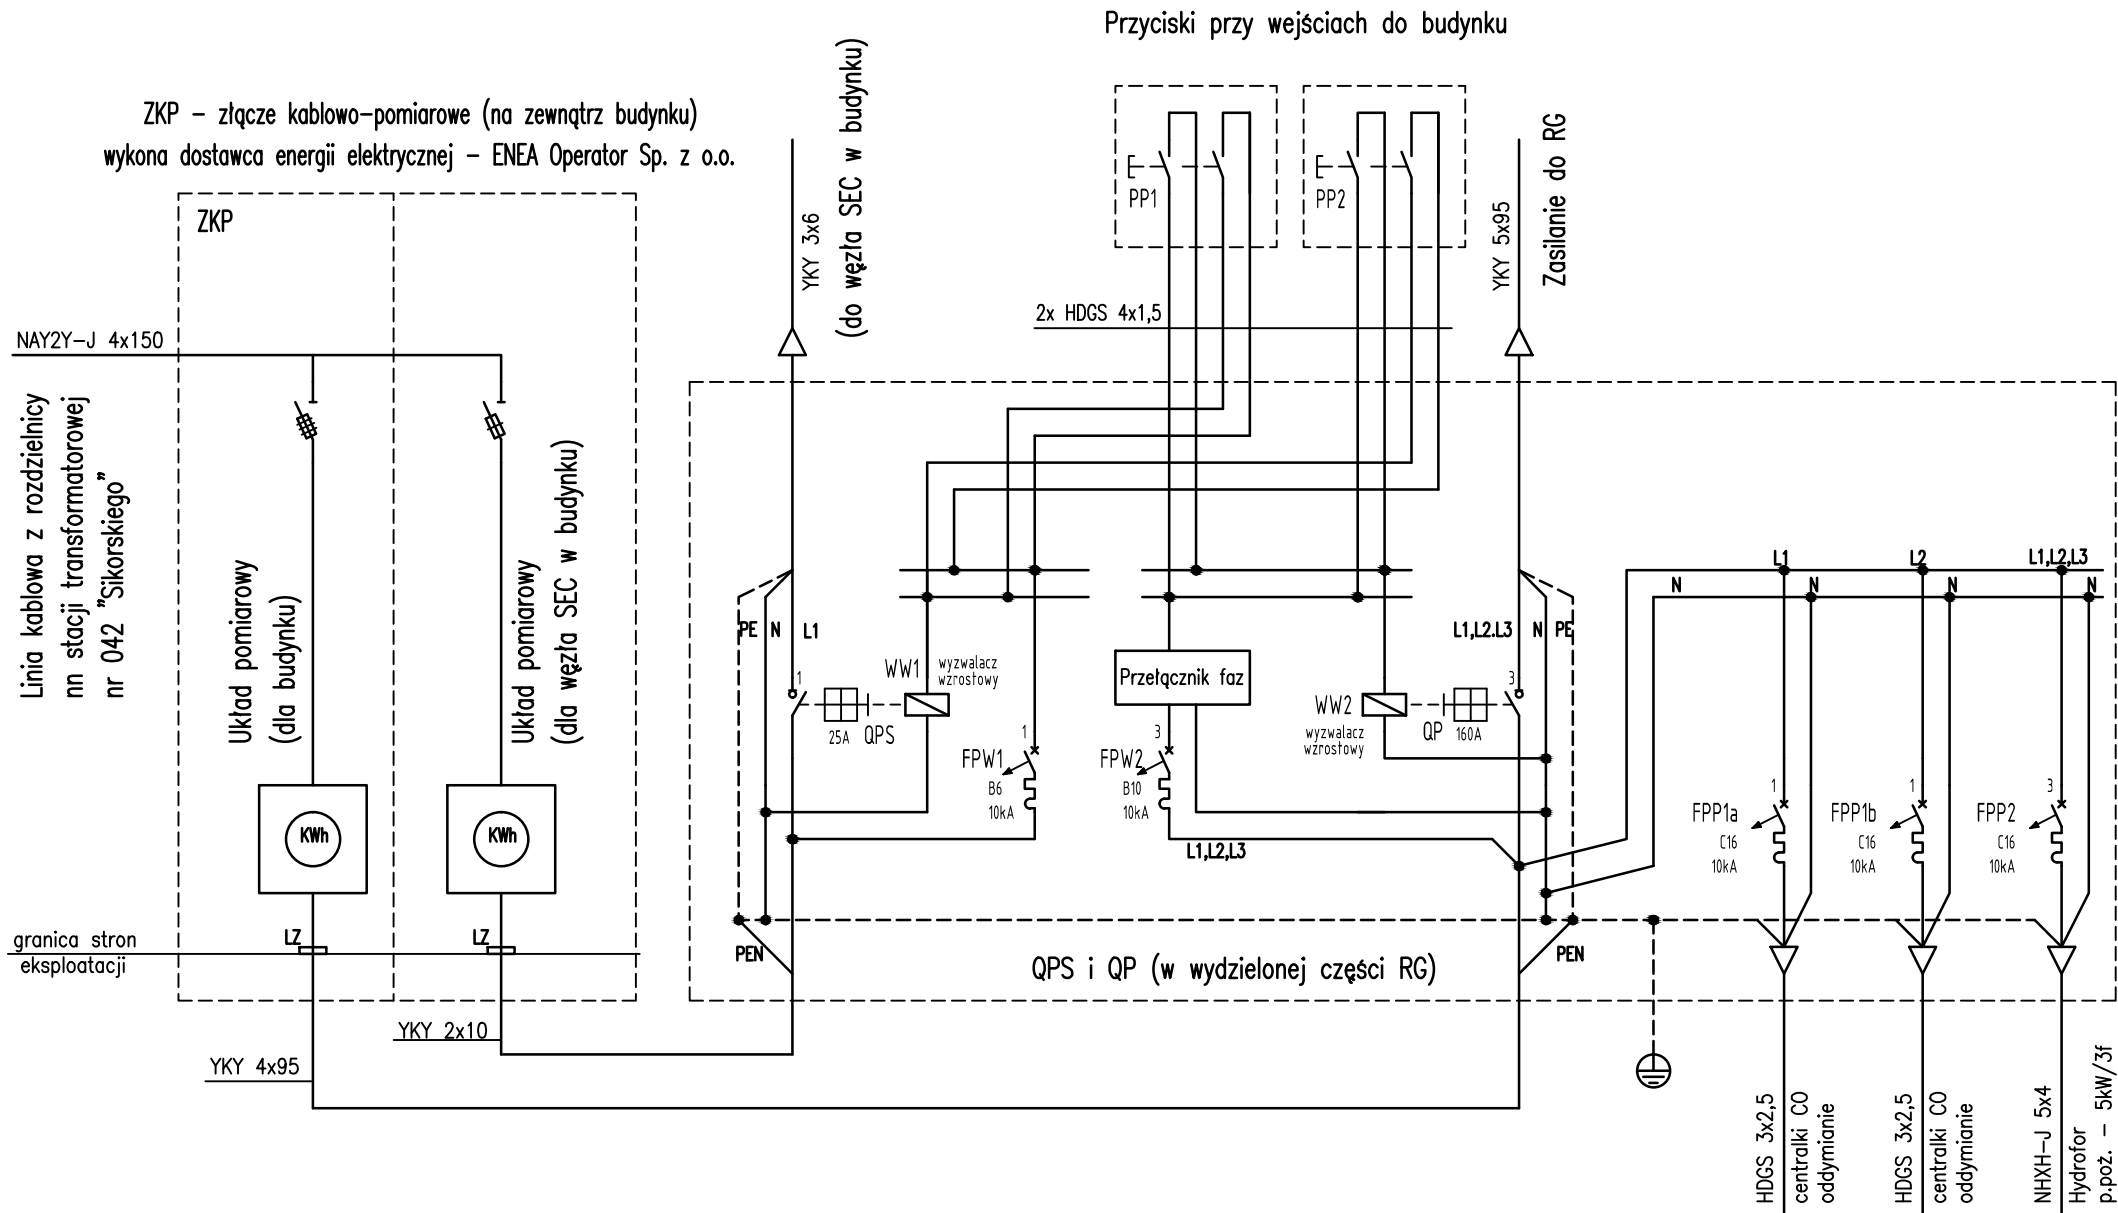 Przyciski przy wejściach do budynku
ZKP – złącze kablowo-pomiarowe (na zewnątrz budynku)
wykona dostawca energii elektrycznej – ENEA Operator Sp. z o.o.
ZKP
NAY2Y-J 4x150
Linia kablowa z rozdzielnicy
nn stacji transformatorowej
nr 042 "Sikorskiego"
Układ pomiarowy
(dla budynku)
Układ pomiarowy
(dla węzła SEC w budynku)
KWh
KWh
LZ
LZ
granica stron
eksploatacji
YKY 2x10
YKY 4x95
YKY 3x6
(do węzła SEC w budynku)
PP1
PP2
2x HDGS 4x1,5
YKY 5x95
Zasilanie do RG
PE
N
L1
1
25A
QPS
WW1
wyzwalacz
wzrostowy
FPW1
1
B6
10kA
Przełącznik faz
FPW2
3
B10
10kA
L1,L2,L3
WW2
wyzwalacz
wzrostowy
QP
160A
3
L1,L2.L3
N
PE
PEN
PEN
QPS i QP (w wydzielonej części RG)
N
L1
N
L2
N
L1,L2,L3
N
FPP1a
1
C16
10kA
FPP1b
1
C16
10kA
FPP2
3
C16
10kA
HDGS 3x2,5
centralki CO
oddymianie
HDGS 3x2,5
centralki CO
oddymianie
NHXH-J 5x4
Hydrofor
p.poż. – 5kW/3f